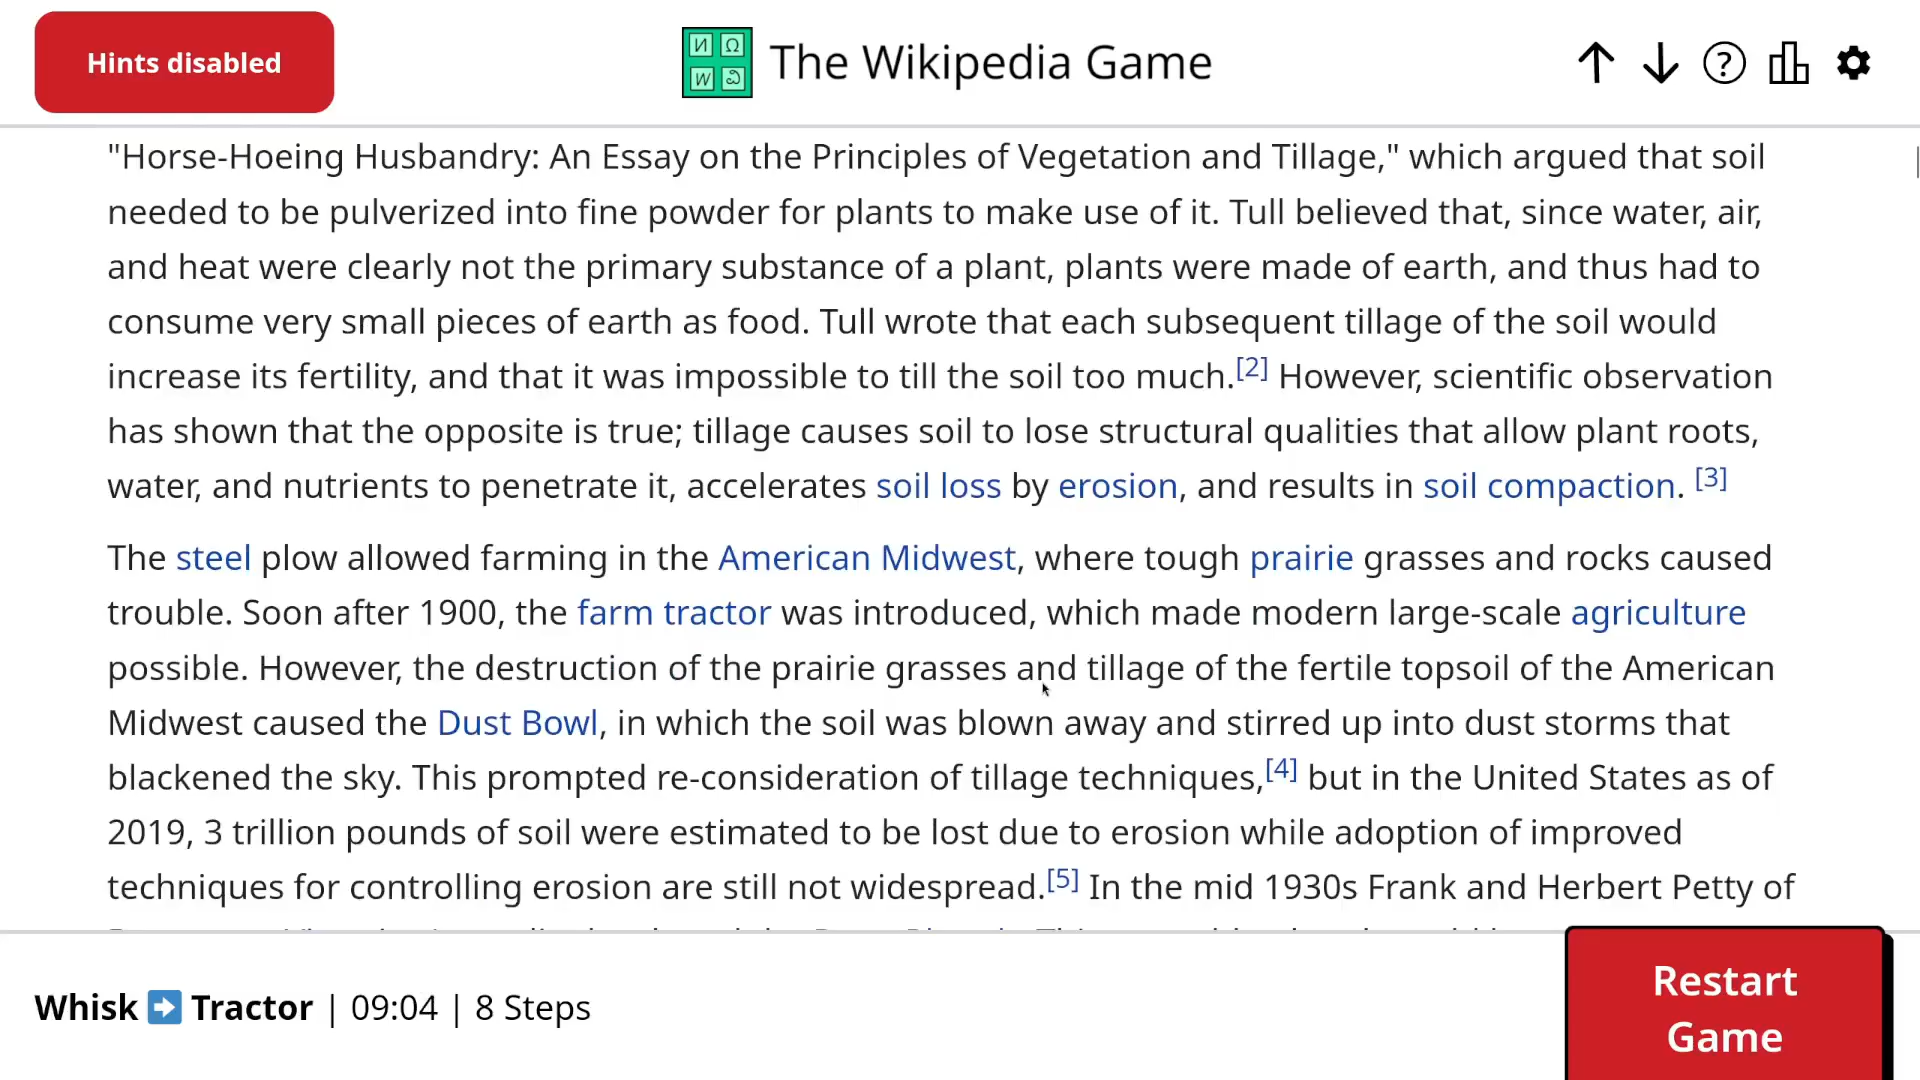 Hints disabled
И Ω
W
The Wikipedia Game
?
"Horse-Hoeing Husbandry: An Essay on the Principles of Vegetation and Tillage," which argued that soil
needed to be pulverized into fine powder for plants to make use of it. Tull believed that, since water, air,
and heat were clearly not the primary substance of a plant, plants were made of earth, and thus had to
consume very small pieces of earth as food. Tull wrote that each subsequent tillage of the soil would
increase its fertility, and that it was impossible to till the soil too much.[2] However, scientific observation
has shown that the opposite is true; tillage causes soil to lose structural qualities that allow plant roots,
water, and nutrients to penetrate it, accelerates soil loss by erosion, and results in soil compaction. [3]
The steel plow allowed farming in the American Midwest, where tough prairie grasses and rocks caused
trouble. Soon after 1900, the farm tractor was introduced, which made modern large-scale agriculture
possible. However, the destruction of the prairie grasses and tillage of the fertile topsoil of the American
Midwest caused the Dust Bowl, in which the soil was blown away and stirred up into dust storms that
blackened the sky. This prompted re-consideration of tillage techniques,[4] but in the United States as of
2019, 3 trillion pounds of soil were estimated to be lost due to erosion while adoption of improved
techniques for controlling erosion are still not widespread.[5] In the mid 1930s Frank and Herbert Petty of
Whisk ➡ Tractor | 09:04 | 8 Steps
Restart
Game